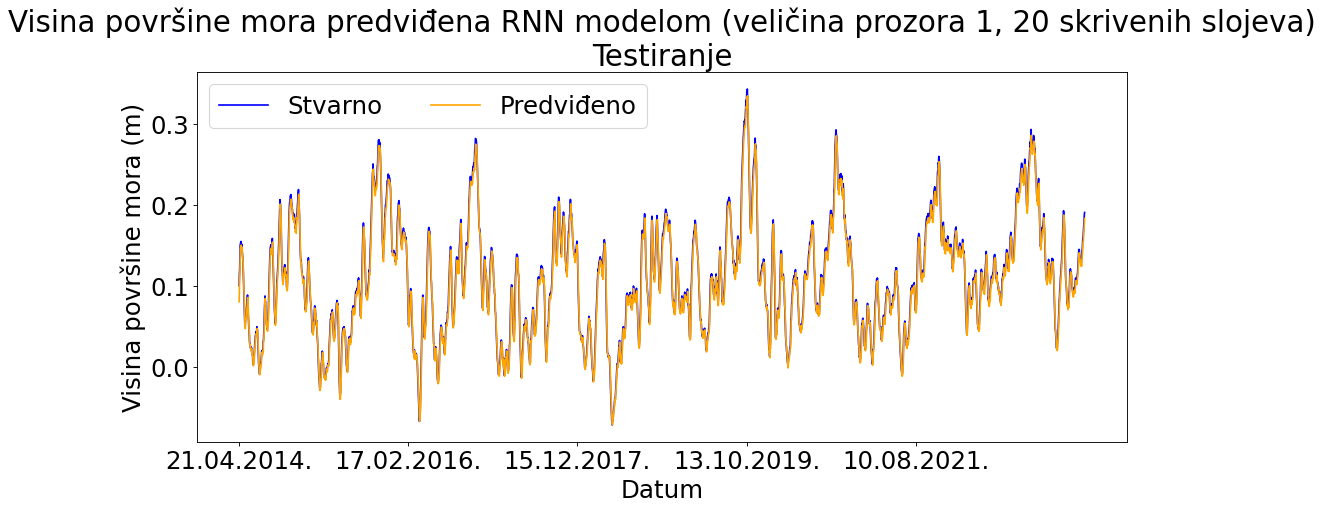 Visina površine mora predviđena RNN modelom (veličina prozora 1, 20 skrivenih slojeva)
Testiranje
Stvarno
Predviđeno
Visina površine mora (m)
0.3
0.2
0.1
0.0
21.04.2014.
17.02.2016.
15.12.2017.
13.10.2019.
10.08.2021.
Datum